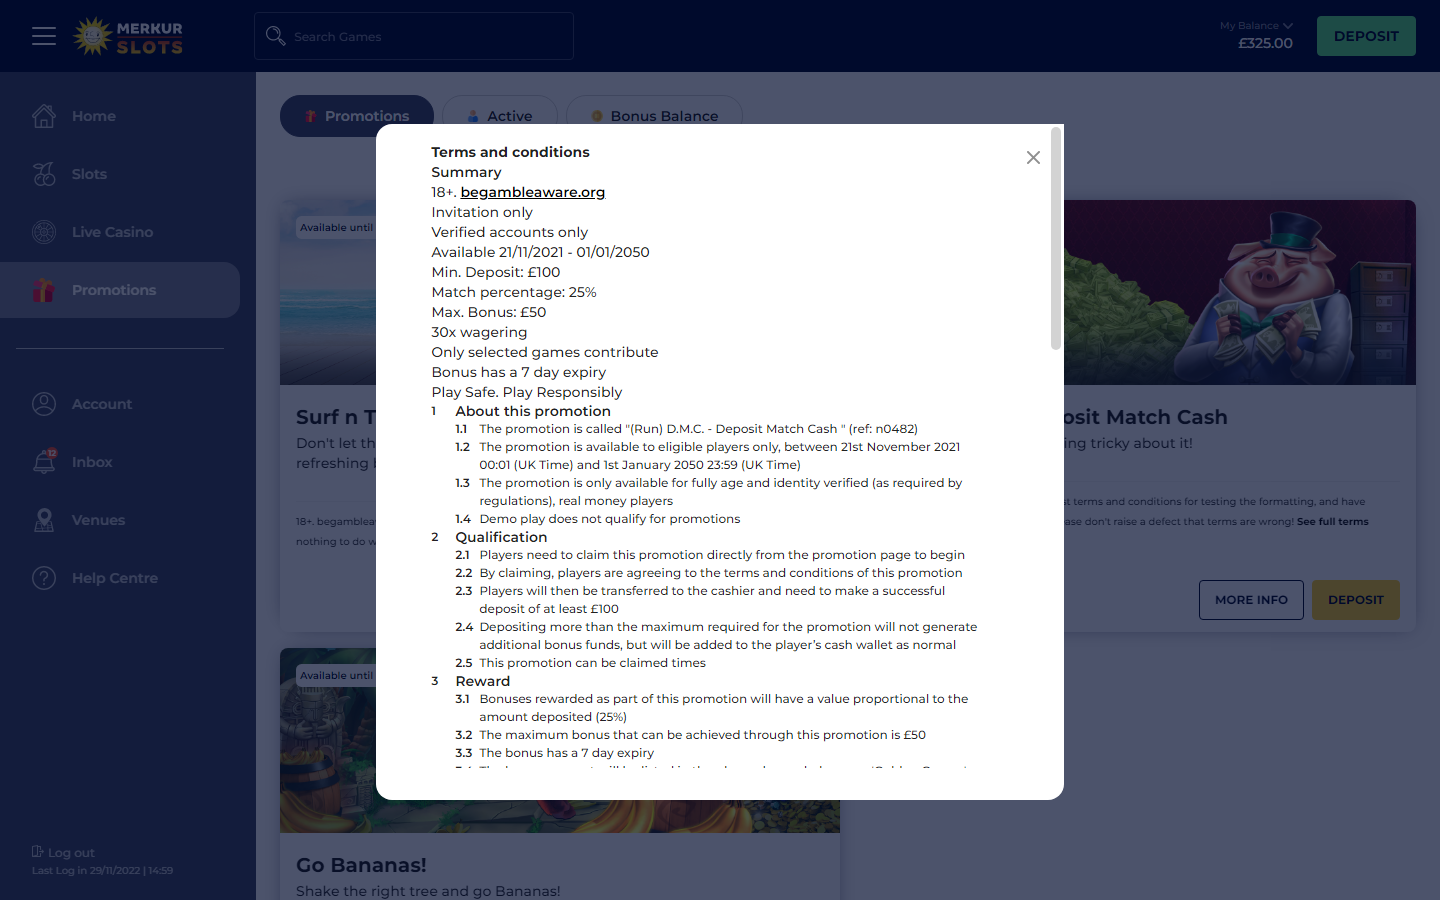 MERKUR
SLOTS
Search Games
My Balance
£325.00
DEPOSIT
Home
Slots
Live Casino
Promotions
Account
12
Inbox
Venues
Help Centre
Log out
Last Log in 29/11/2022 | 14:59
Promotions
Active
Bonus Balance
Terms and conditions
Summary
18+. begambleaware.org
Invitation only
Verified accounts only
Available 21/11/2021 - 01/01/2050
Min. Deposit: £100
Match percentage: 25%
Max. Bonus: £50
30x wagering
Only selected games contribute
Bonus has a 7 day expiry
Play Safe. Play Responsibly
1 About this promotion
1.1 The promotion is called "(Run) D.M.C. - Deposit Match Cash " (ref: n0482)
1.2 The promotion is available to eligible players only, between 21st November 2021
00:01 (UK Time) and 1st January 2050 23:59 (UK Time)
1.3 The promotion is only available for fully age and identity verified (as required by
regulations), real money players
1.4 Demo play does not qualify for promotions
2 Qualification
2.1 Players need to claim this promotion directly from the promotion page to begin
2.2 By claiming, players are agreeing to the terms and conditions of this promotion
2.3 Players will then be transferred to the cashier and need to make a successful
deposit of at least £100
2.4 Depositing more than the maximum required for the promotion will not generate
additional bonus funds, but will be added to the player’s cash wallet as normal
2.5 This promotion can be claimed times
3 Reward
3.1 Bonuses rewarded as part of this promotion will have a value proportional to the
amount deposited (25%)
3.2 The maximum bonus that can be achieved through this promotion is £50
3.3 The bonus has a 7 day expiry
Available until
Surf n T
Don't let th
refreshing b
18+. begamblea
nothing to do w
osit Match Cash
ing tricky about it!
st terms and conditions for testing the formatting, and have
ase don't raise a defect that terms are wrong! See full terms
MORE INFO
DEPOSIT
Available until
Go Bananas!
Shake the right tree and go Bananas!